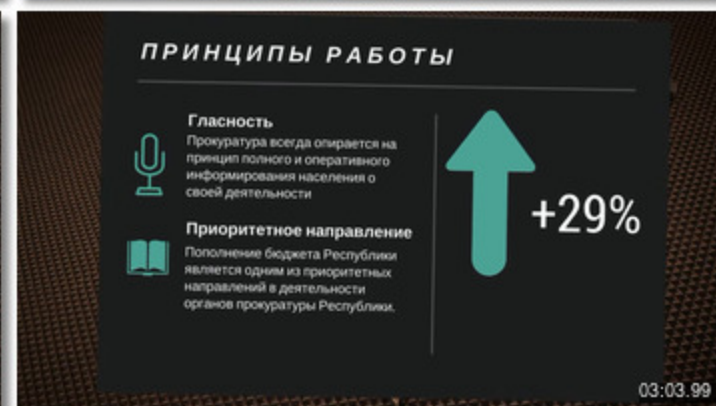 ПРИНЦИПЫ РАБОТЫ
Гласность
Прокуратура всегда опирается на
принцип полного и оперативного
информирования населения о
своей деятельности
Приоритетное направление
Пополнение бюджета Республики
является одним из приоритетных
направлений в деятельности
органов прокуратуры Республики.
+29%
03:03.99